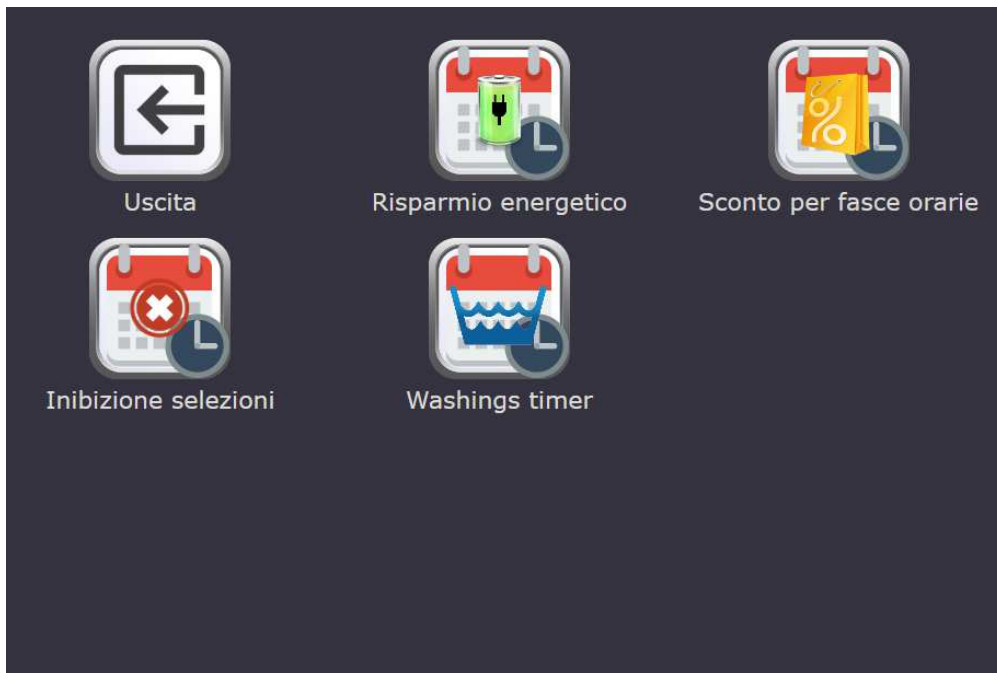 Uscita
Risparmio energetico
Sconto per fasce orarie
Inibizione selezioni
Washings timer